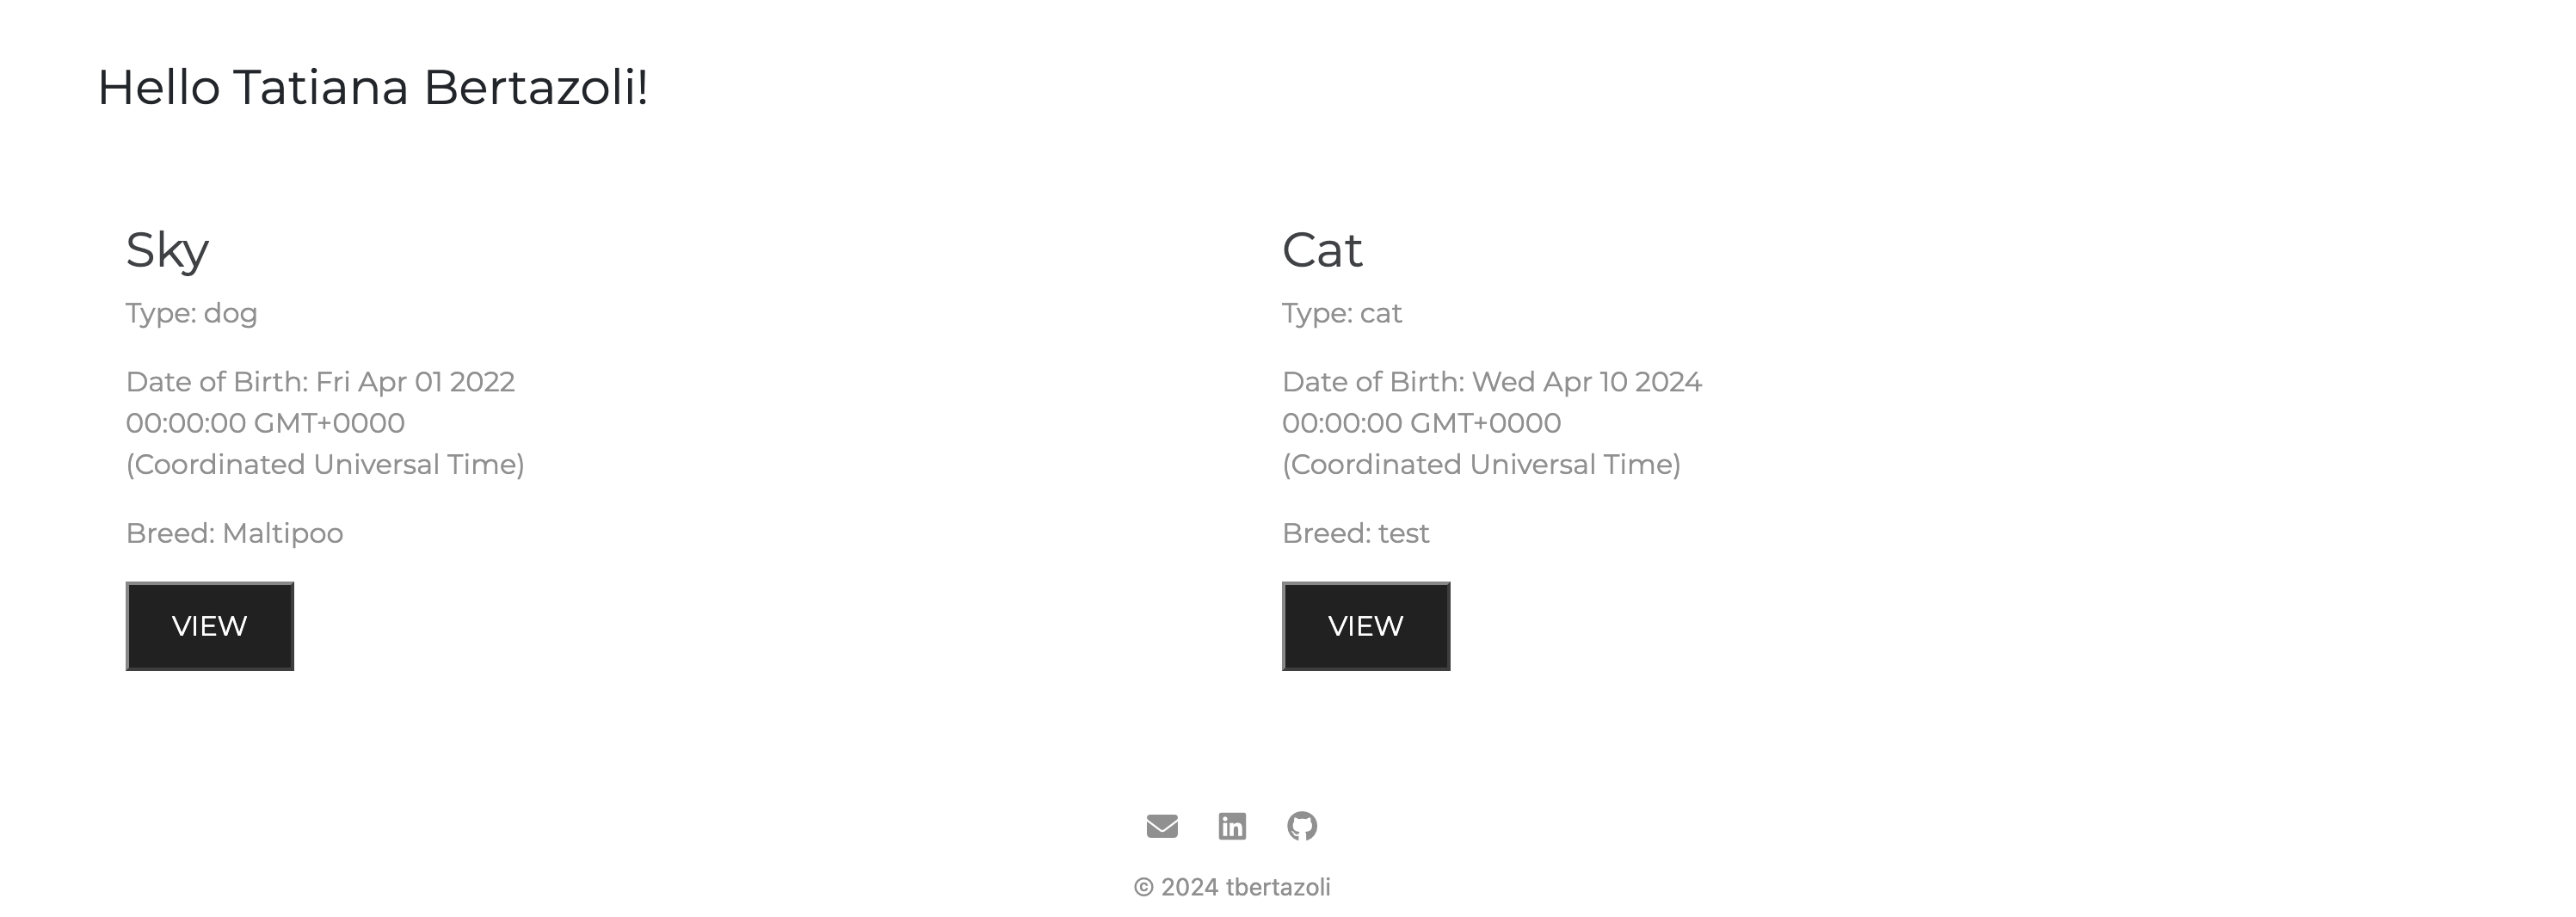 Hello Tatiana Bertazoli!
Sky
Type: dog
Date of Birth: Fri Apr 01 2022
00:00:00 GMT+0000
(Coordinated Universal Time)
Breed: Maltipoo
VIEW
Cat
Type: cat
Date of Birth: Wed Apr 10 2024
00:00:00 GMT+0000
(Coordinated Universal Time)
Breed: test
VIEW
in
© 2024 tbertazoli